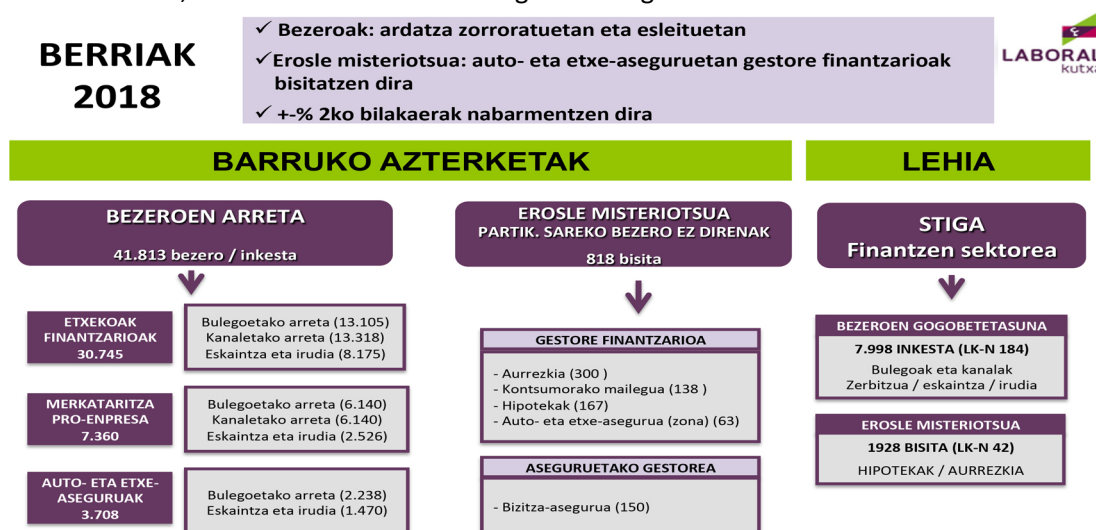 BERRIAK
2018
✓ Bezeroak: ardatza zorroratuetan eta esleituetan
✓ Erosle misteriotsua: auto- eta etxe-aseguruetan gestore finantzarioak
bisitatzen dira
✓ +-% 2ko bilakaerak nabarmentzen dira
LABORAL
kutxa
BARRUKO AZTERKETAK
LEHIA
BEZEROEN ARRETA
41.813 bezero / inkesta
ETXEKOAK
FINANTZARIOAK
30.745
Bulegoetako arreta (13.105)
Kanaletako arreta (13.318)
Eskaintza eta irudia (8.175)
MERKATARITZA
PRO-ENPRESA
7.360
Bulegoetako arreta (6.140)
Kanaletako arreta (6.140)
Eskaintza eta irudia (2.526)
AUTO- ETA ETXE-
ASEGURUAK
3.708
Bulegoetako arreta (2.238)
Eskaintza eta irudia (1.470)
EROSLE MISTERIOTSUA
PARTIK. SAREKO BEZERO EZ DIRENAK
818 bisita
GESTORE FINANTZARIOA
- Aurrezkia (300 )
- Kontsumorako mailegua (138 )
- Hipotekak (167)
- Auto- eta etxe-asegurua (zona) (63)
ASEGURUETAKO GESTOREA
- Bizitza-asegurua (150)
STIGA
Finantzen sektorea
BEZEROEN GOGOBETETASUNA
7.998 INKESTA (LK-N 184)
Bulegoak eta kanalak
Zerbitzua / eskaintza / irudia
EROSLE MISTERIOTSUA
1928 BISITA (LK-N 42)
HIPOTEKAK / AURREZKIA